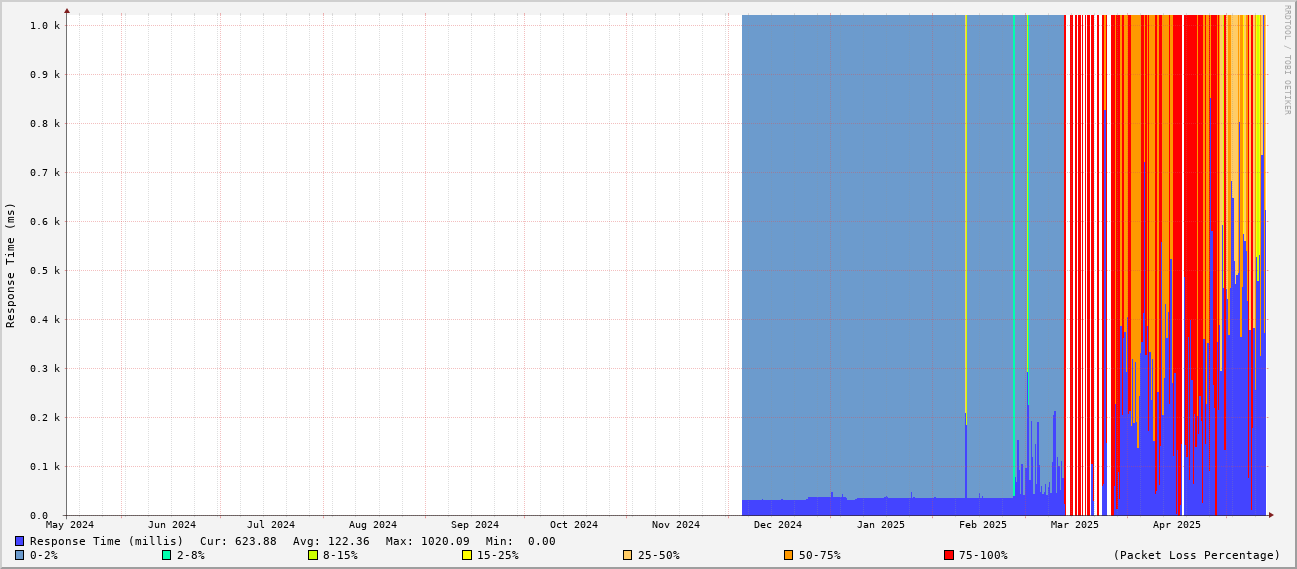 RRDTOOL / TOBI OETIKER
Response Time (ms)
1.0 k
0.9 k
0.8 k
0.7 k
0.6 k
0.5 k
0.4 k
0.3 k
0.2 k
0.1 k
0.0
May 2024 Jun 2024 Jul 2024 Aug 2024 Sep 2024 Oct 2024 Nov 2024 Dec 2024 Jan 2025 Feb 2025 Mar 2025 Apr 2025
Response Time (millis) Cur: 623.88 Avg: 122.36 Max: 1020.09 Min: 0.00
0-2% 2-8% 8-15% 15-25% 25-50% 50-75% 75-100% (Packet Loss Percentage)